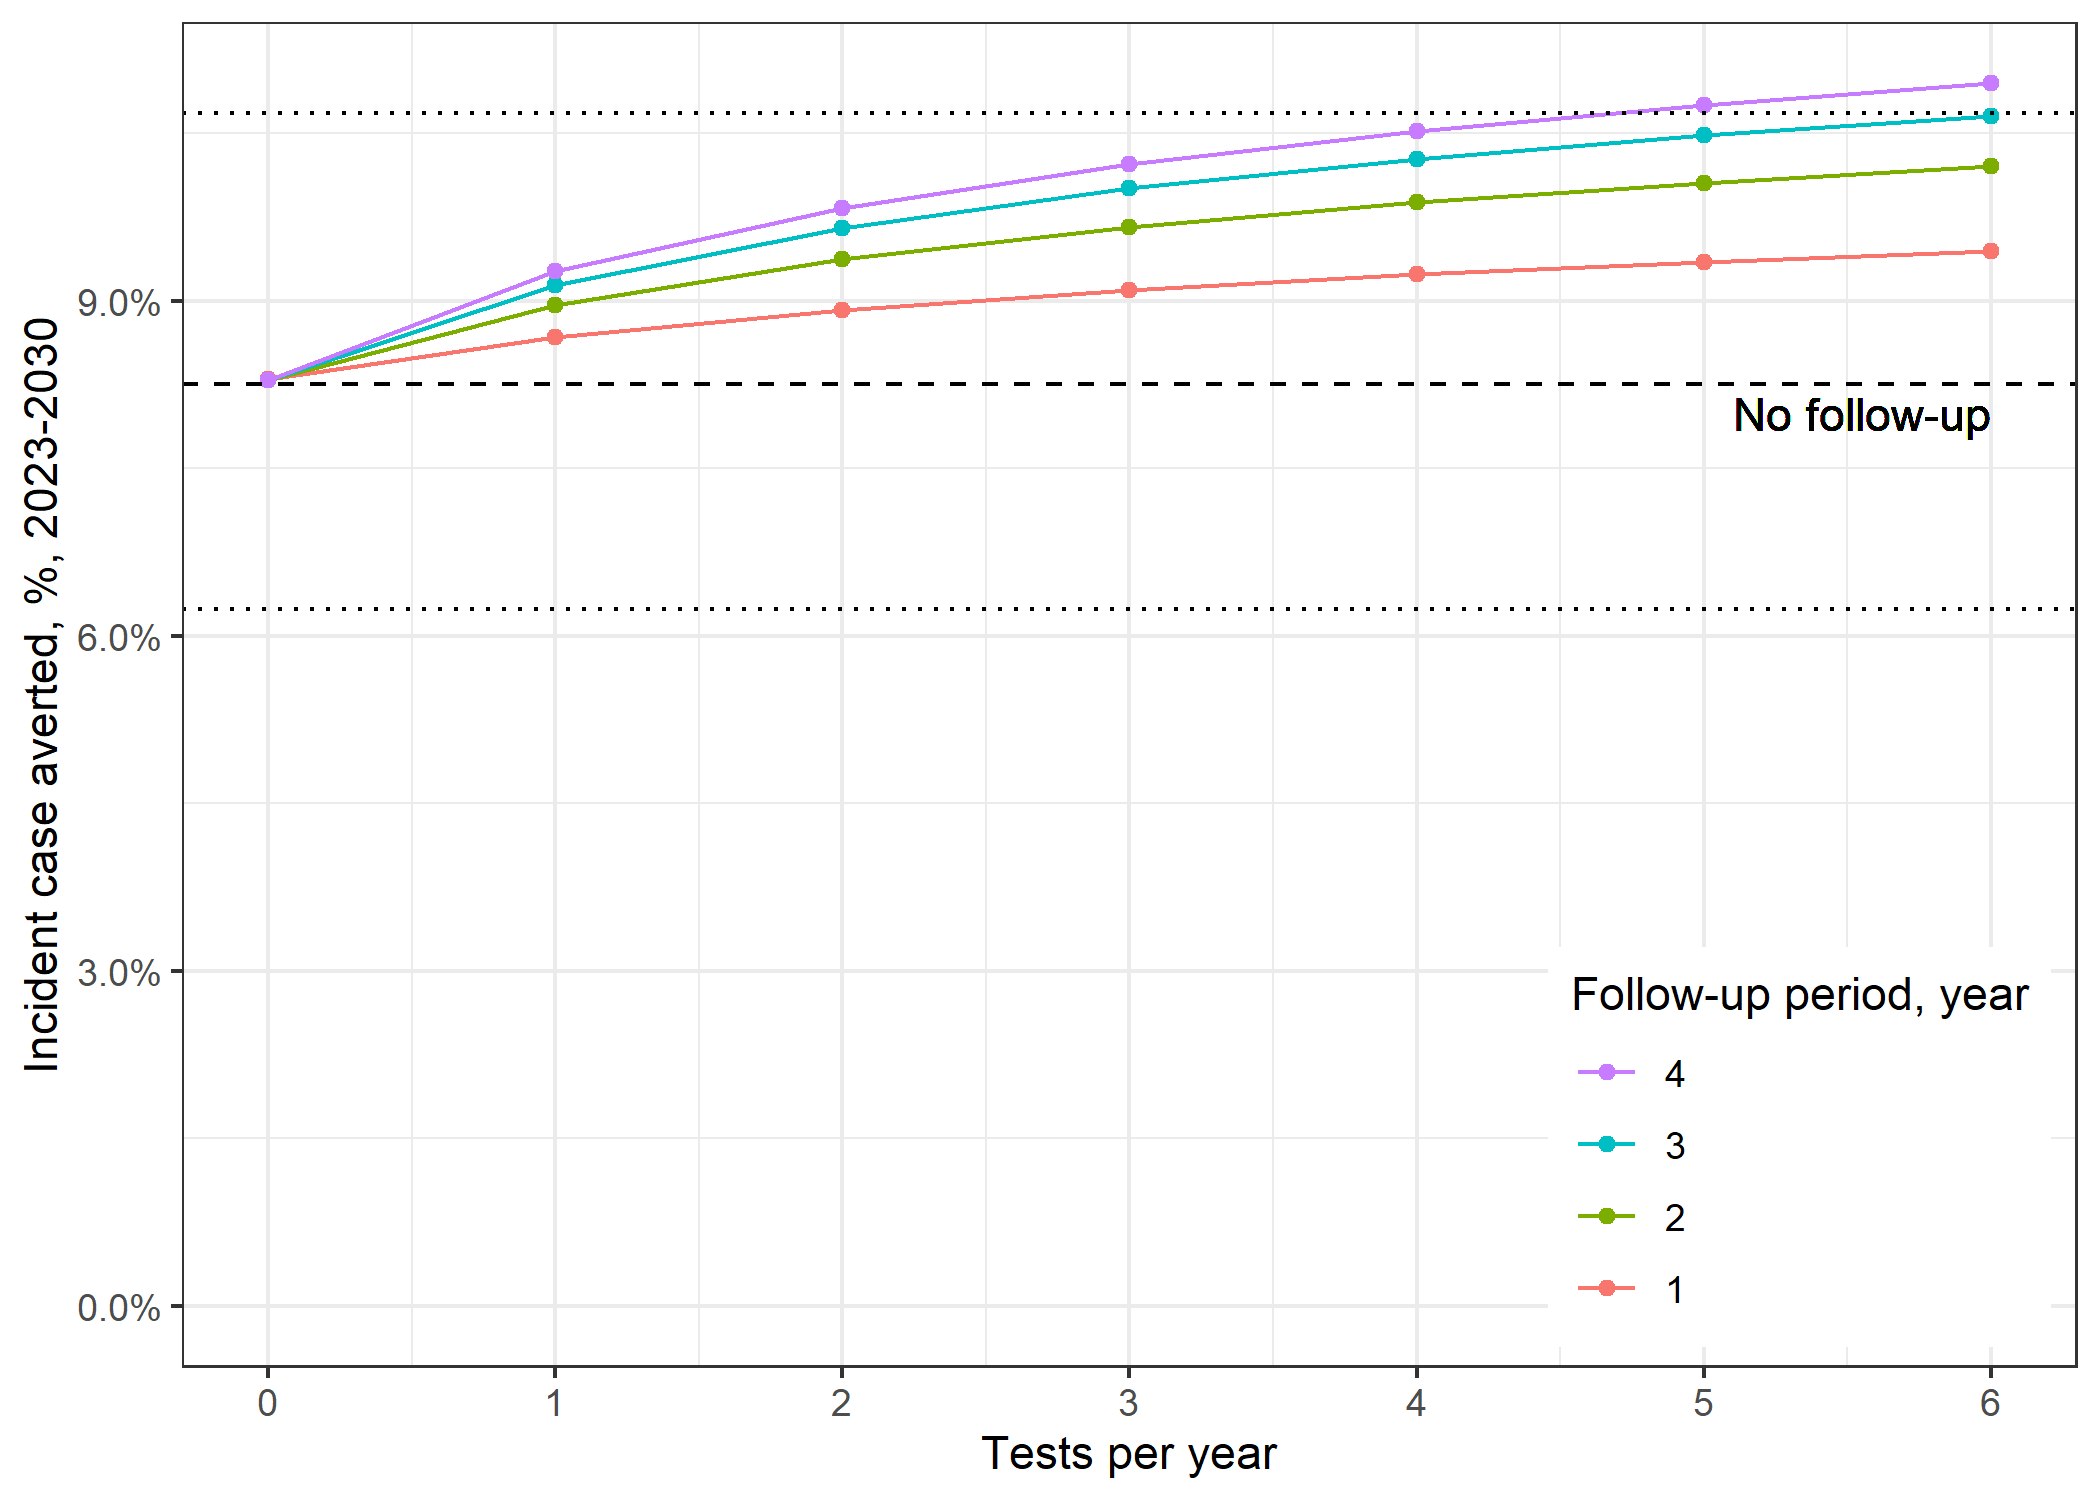 Incident case averted, %, 2023-2030
9.0%
6.0%
3.0%
0.0%
No follow-up
Follow-up period, year
4
3
2
1
0 1 2 3 4 5 6
Tests per year